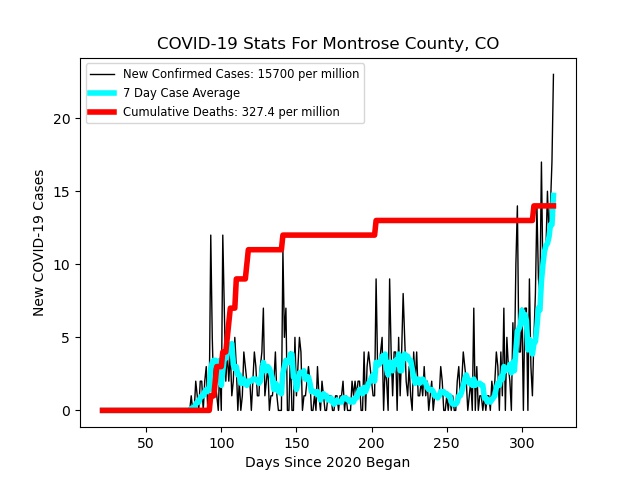 COVID-19 Stats For Montrose County, CO
New Confirmed Cases: 15700 per million
7 Day Case Average
Cumulative Deaths: 327.4 per million
New COVID-19 Cases
20
15
10
5
0
50 100 150 200 250 300
Days Since 2020 Began